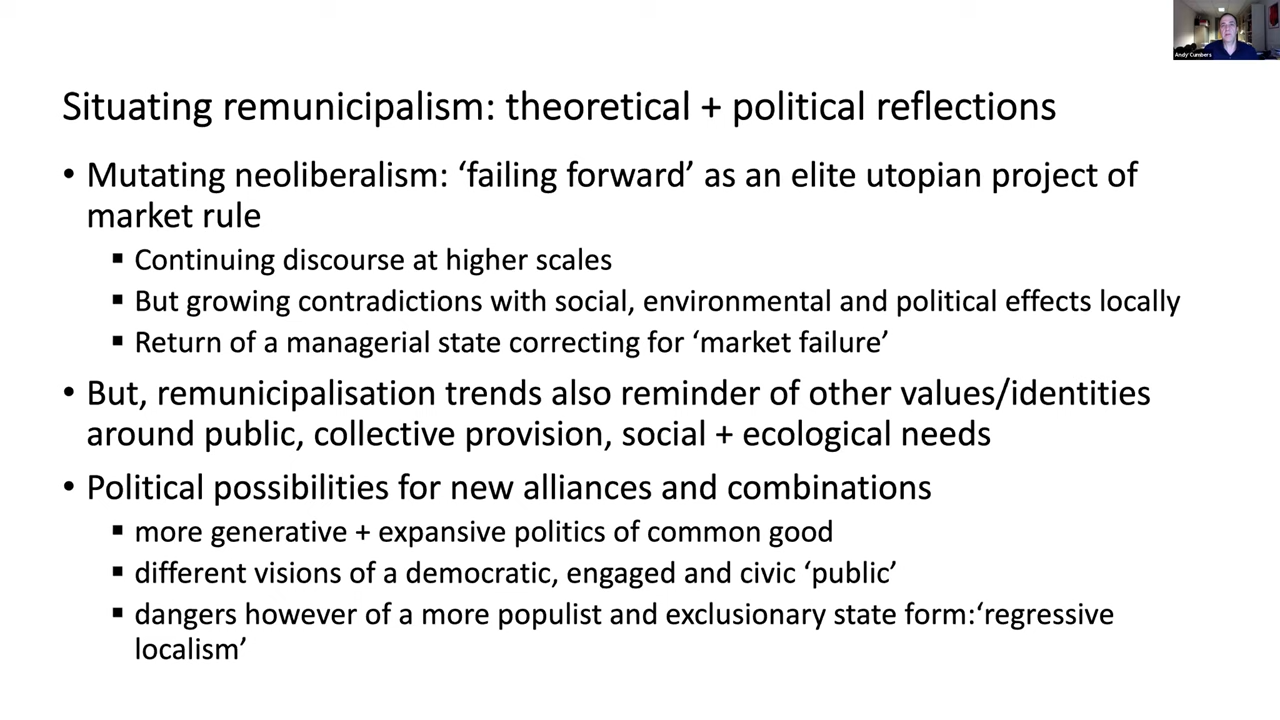 Andy Cumbers
Situating remunicipalism: theoretical + political reflections
• Mutating neoliberalism: ‘failing forward’ as an elite utopian project of
market rule
▪ Continuing discourse at higher scales
▪ But growing contradictions with social, environmental and political effects locally
▪ Return of a managerial state correcting for ‘market failure’
• But, remunicipalisation trends also reminder of other values/identities
around public, collective provision, social + ecological needs
• Political possibilities for new alliances and combinations
▪ more generative + expansive politics of common good
▪ different visions of a democratic, engaged and civic ‘public’
▪ dangers however of a more populist and exclusionary state form:‘regressive
localism’